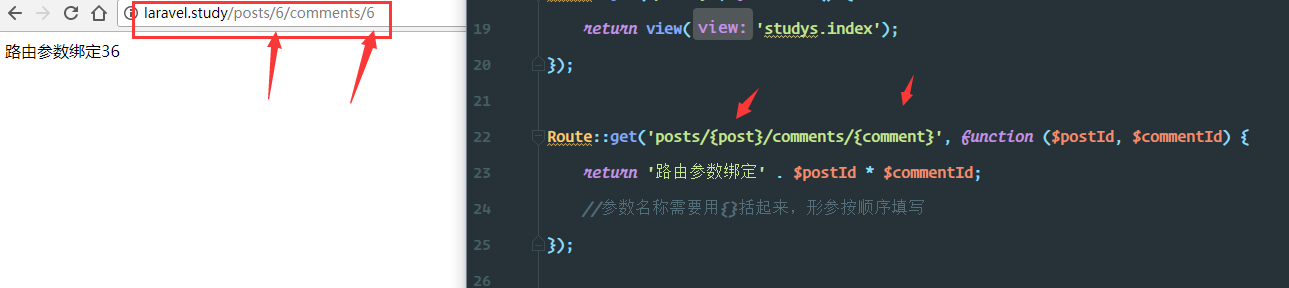 laravel.study/posts/6/comments/6
路由参数绑定36
19 return view( view: 'studys.index');
20 });
21
22 Route::get('posts/{post}/comments/{comment}', function ($postId, $commentId) {
23 return '路由参数绑定' . $postId * $commentId;
24 //参数名称需要用{}括起来，形参按顺序填写
25 });
26